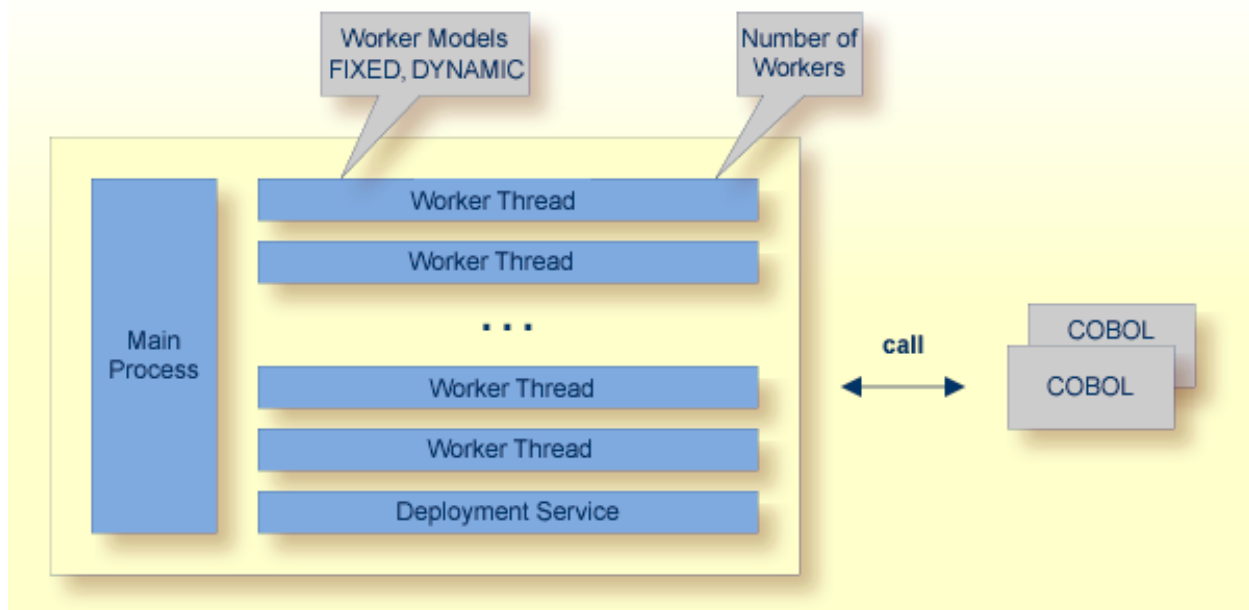 Worker Models
FIXED, DYNAMIC
Number of
Workers
Main
Process
Worker Thread
Worker Thread
...
Worker Thread
Worker Thread
Deployment Service
call
COBOL
COBOL